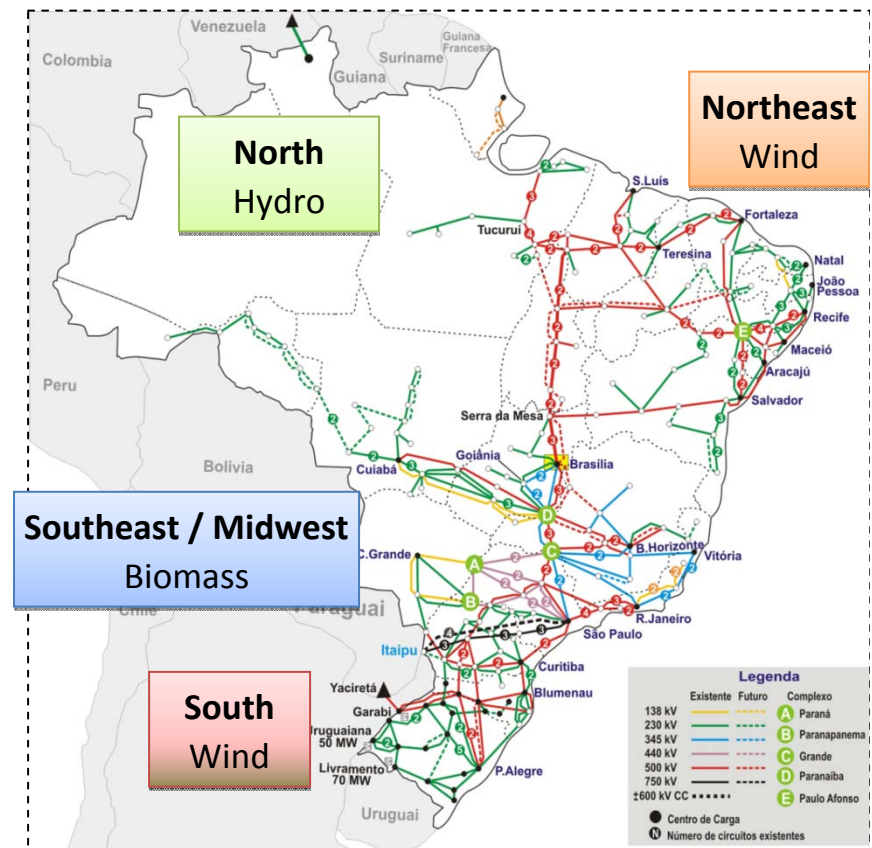 Venezuela
Guiana
Francesa
Colombia
Suriname
Guiana
North
Hydro
Northeast
Wind
S.Luís
Tucuruí
Fortaleza
Teresina
Natal
João
Pessoa
Recife
Maceió
Aracajú
Salvador
Peru
Serra da Mesa
Bolivia
Goiânia
Brasília
Cuiabá
Southeast / Midwest
Biomass
C.Grande
B.Horizonte
Vitória
Chile
Paraguai
R.Janeiro
São Paulo
Itaipu
Curitiba
Blumenau
South
Wind
Yaciretá
Garabi
Uruguaiana
50 MW
Livramento
70 MW
P.Alegre
Uruguai
A
B
C
D
E
Legenda
Existente Futuro Complexo
138 kV A Paraná
230 kV B Paranapanema
345 kV C Grande
440 kV D Paranaíba
500 kV E Paulo Afonso
750 kV
±600 kV CC
Centro de Carga
N Número de circuitos existentes